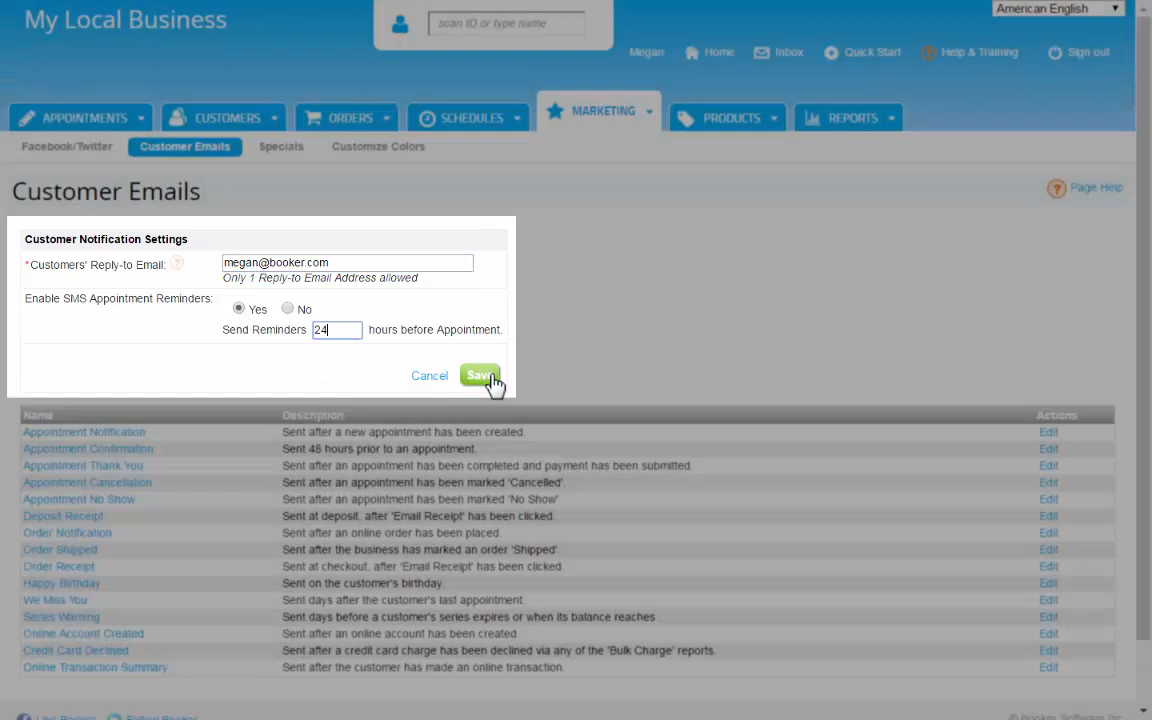 My Local Business
scan ID or type name
American English
Megan Home Inbox Quick Start Help & Training Sign out
APPOINTMENTS CUSTOMERS ORDERS SCHEDULES MARKETING PRODUCTS REPORTS
Facebook/Twitter Customer Emails Specials Customize Colors
Customer Emails
Page Help
Customer Notification Settings
*Customers' Reply-to Email: ? megan@booker.com
Only 1 Reply-to Email Address allowed
Enable SMS Appointment Reminders:
Yes No
Send Reminders 24 hours before Appointment.
Cancel Save
Name Description Actions
Appointment Notification Sent after a new appointment has been created. Edit
Appointment Confirmation Sent 48 hours prior to an appointment. Edit
Appointment Thank You Sent after an appointment has been completed and payment has been submitted. Edit
Appointment Cancellation Sent after an appointment has been marked 'Cancelled'. Edit
Appointment No Show Sent after an appointment has been marked 'No Show' Edit
Deposit Receipt Sent at deposit, after 'Email Receipt' has been clicked. Edit
Order Notification Sent after an online order has been placed. Edit
Order Shipped Sent after the business has marked an order 'Shipped'. Edit
Order Receipt Sent at checkout, after 'Email Receipt' has been clicked. Edit
Happy Birthday Sent on the customer's birthday. Edit
We Miss You Sent days after the customer's last appointment. Edit
Series Warning Sent days before a customer's series expires or when its balance reaches . Edit
Online Account Created Sent after an online account has been created. Edit
Credit Card Declined Sent after a credit card charge has been declined via any of the 'Bulk Charge' reports. Edit
Online Transaction Summary Sent after the customer has made an online transaction. Edit